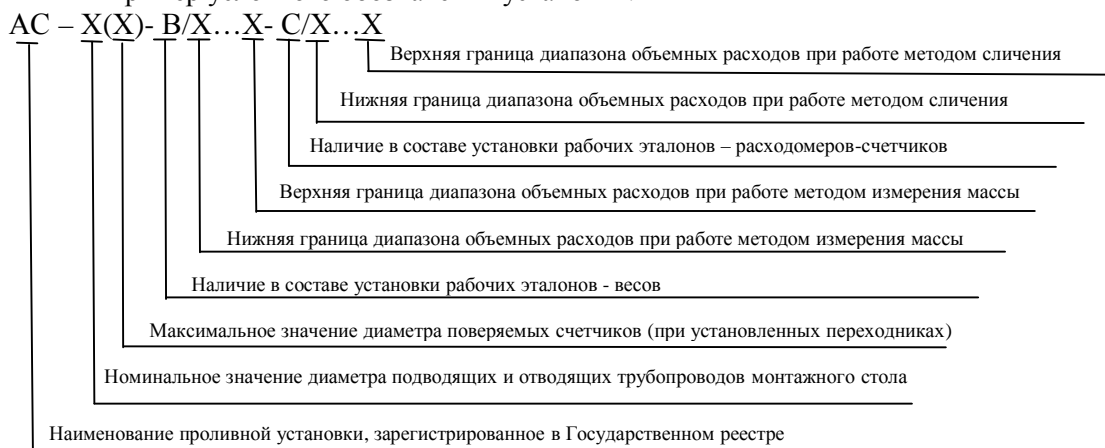 АС – Х(Х)- В/Х…Х- С/Х…Х
Верхняя граница диапазона объемных расходов при работе методом сличения
Нижняя граница диапазона объемных расходов при работе методом сличения
Наличие в составе установки рабочих эталонов – расходомеров-счетчиков
Верхняя граница диапазона объемных расходов при работе методом измерения массы
Нижняя граница диапазона объемных расходов при работе методом измерения массы
Наличие в составе установки рабочих эталонов - весов
Максимальное значение диаметра поверяемых счетчиков (при установленных переходниках)
Номинальное значение диаметра подводящих и отводящих трубопроводов монтажного стола
Наименование проливной установки, зарегистрированное в Государственном реестре